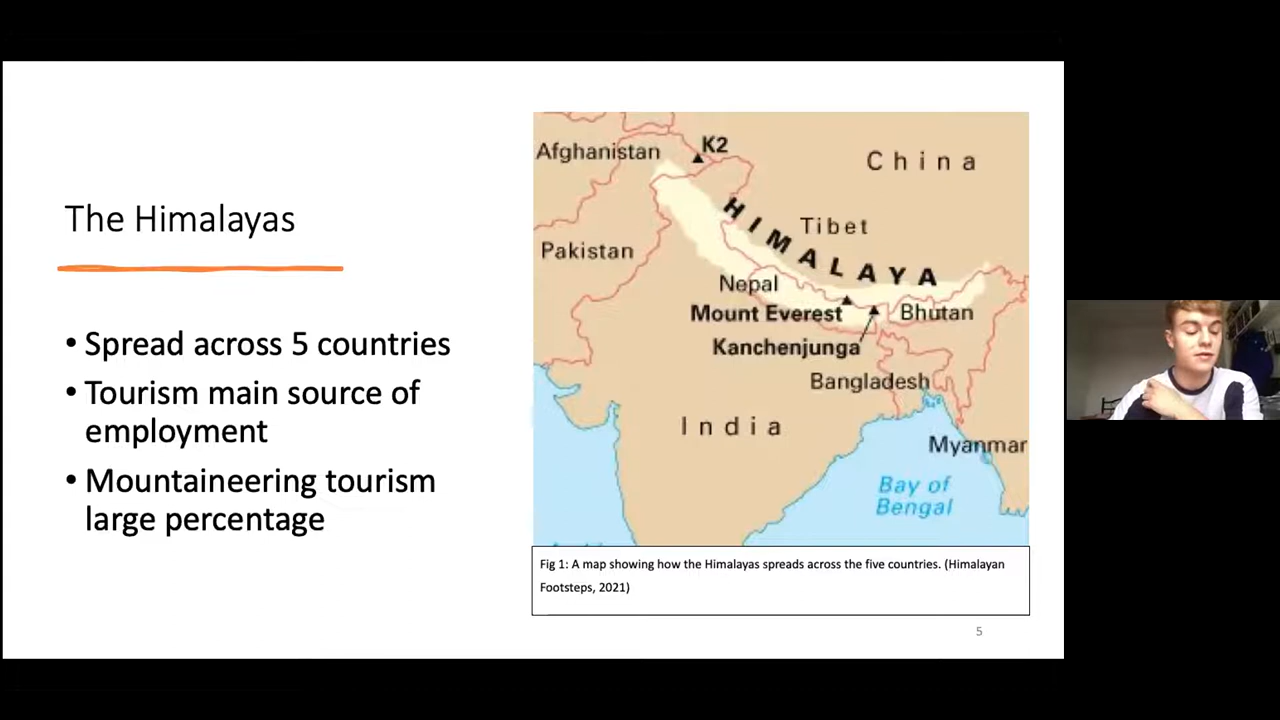 The Himalayas
• Spread across 5 countries
• Tourism main source of
employment
• Mountaineering tourism
large percentage
Afghanistan
K2
China
HIMALAYA
Tibet
Pakistan
Nepal
Mount Everest
Bhutan
Kanchenjunga
Bangladesh
India
Myanmar
Bay of
Bengal
Fig 1: A map showing how the Himalayas spreads across the five countries. (Himalayan
Footsteps, 2021)
5